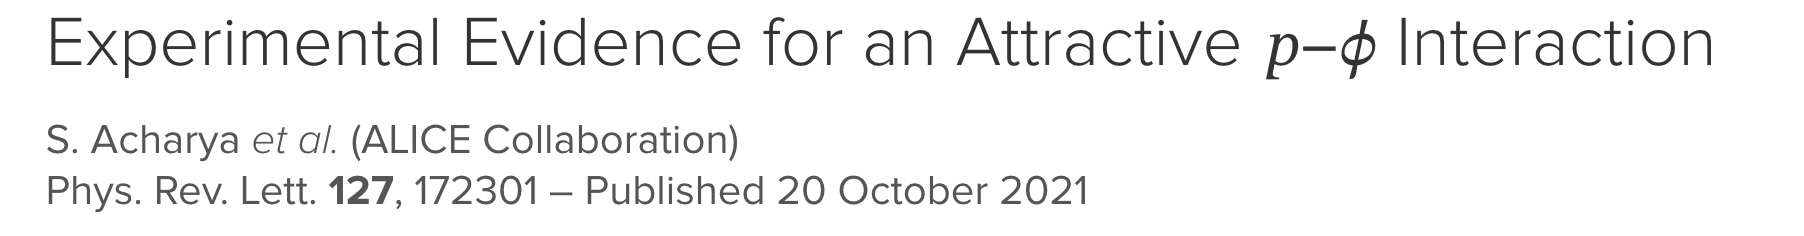 Experimental Evidence for an Attractive p–ϕ Interaction
S. Acharya et al. (ALICE Collaboration)
Phys. Rev. Lett. 127, 172301 – Published 20 October 2021